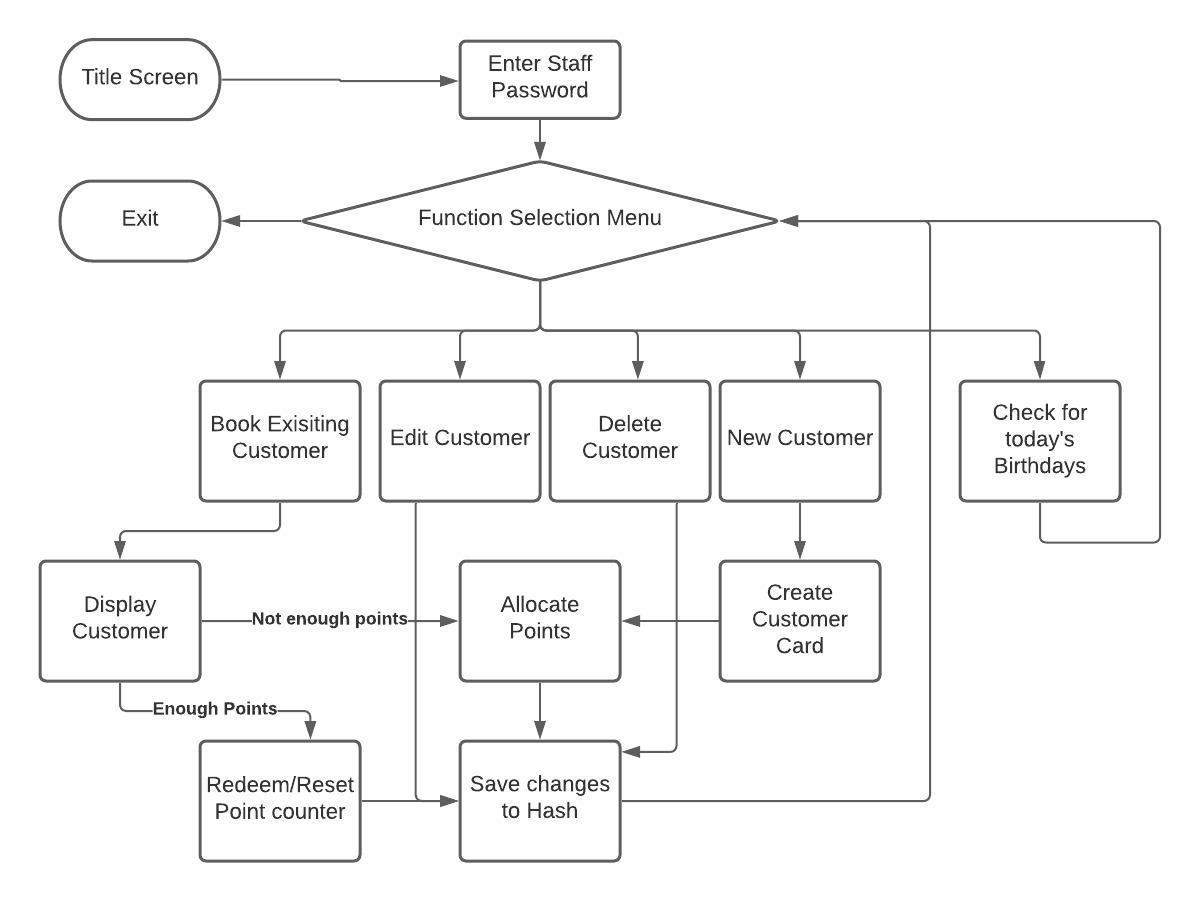 Title Screen
Enter Staff
Password
Exit
Function Selection Menu
Book Exisiting
Customer
Edit Customer
Delete
Customer
New Customer
Check for
today's
Birthdays
Display
Customer
Not enough points
Allocate
Points
Create
Customer
Card
Enough Points
Redeem/Reset
Point counter
Save changes
to Hash